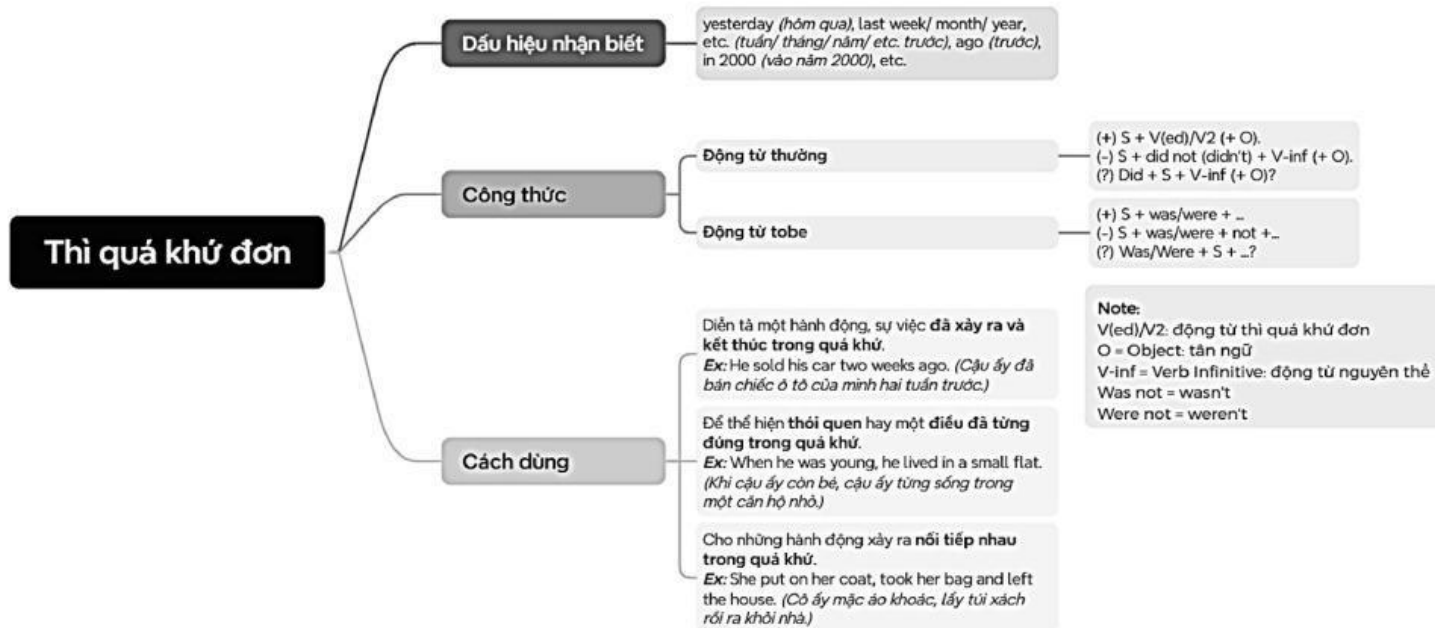 Thì quá khứ đơn
Dấu hiệu nhận biết
yesterday (hôm qua), last week/ month/ year,
etc. (tuần/ tháng/ năm/ etc. trước), ago (trước),
in 2000 (vào năm 2000), etc.
Công thức
Động từ thường
(+) S + V(ed)/V2 (+ O).
(-) S + did not (didn't) + V-inf (+ O).
(?) Did + S + V-inf (+ O)?
Động từ tobe
(+) S + was/were + ...
(-) S + was/were + not +...
(?) Was/Were + S + ...?
Note:
V(ed)/V2: động từ thì quá khứ đơn
O = Object: tân ngữ
V-inf = Verb Infinitive: động từ nguyên thể
Was not = wasn't
Were not = weren't
Cách dùng
Diễn tả một hành động, sự việc đã xảy ra và
kết thúc trong quá khứ.
Ex: He sold his car two weeks ago. (Cậu ấy đã
bán chiếc ô tô của mình hai tuần trước.)
Để thể hiện thói quen hay một điều đã từng
đúng trong quá khứ.
Ex: When he was young, he lived in a small flat.
(Khi cậu ấy còn bé, cậu ấy từng sống trong
một căn hộ nhỏ.)
Cho những hành động xảy ra nối tiếp nhau
trong quá khứ.
Ex: She put on her coat, took her bag and left
the house. (Cô ấy mặc áo khoác, lấy túi xách
rồi ra khỏi nhà.)